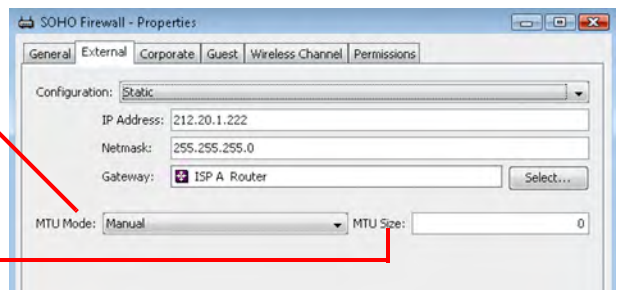 SOHO Firewall - Properties
General External Corporate Guest Wireless Channel Permissions
Configuration: Static
IP Address: 212.20.1.222
Netmask: 255.255.255.0
Gateway: ISP A Router Select...
MTU Mode: Manual MTU Size: 0